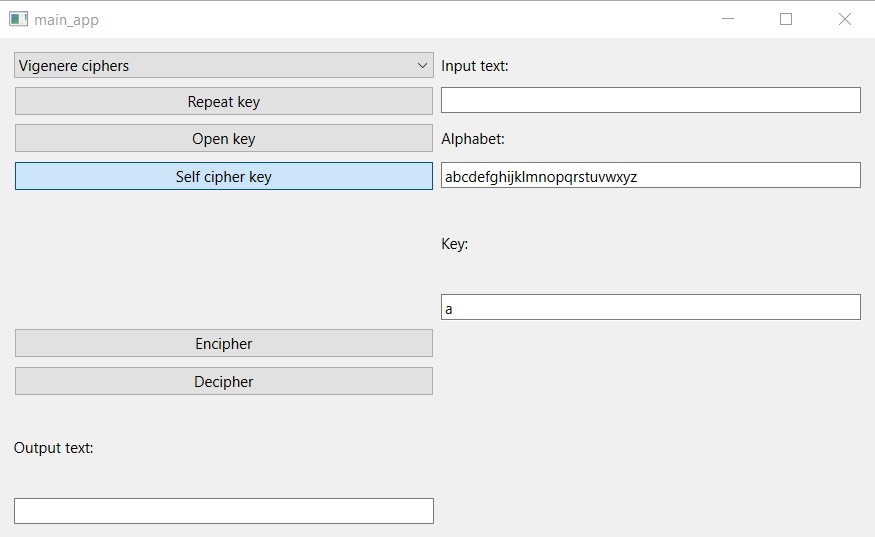 main_app
Vigenere ciphers
Input text:
Repeat key
Open key
Alphabet:
Self cipher key
abcdefghijklmnopqrstuvwxyz
Key:
a
Encipher
Decipher
Output text: